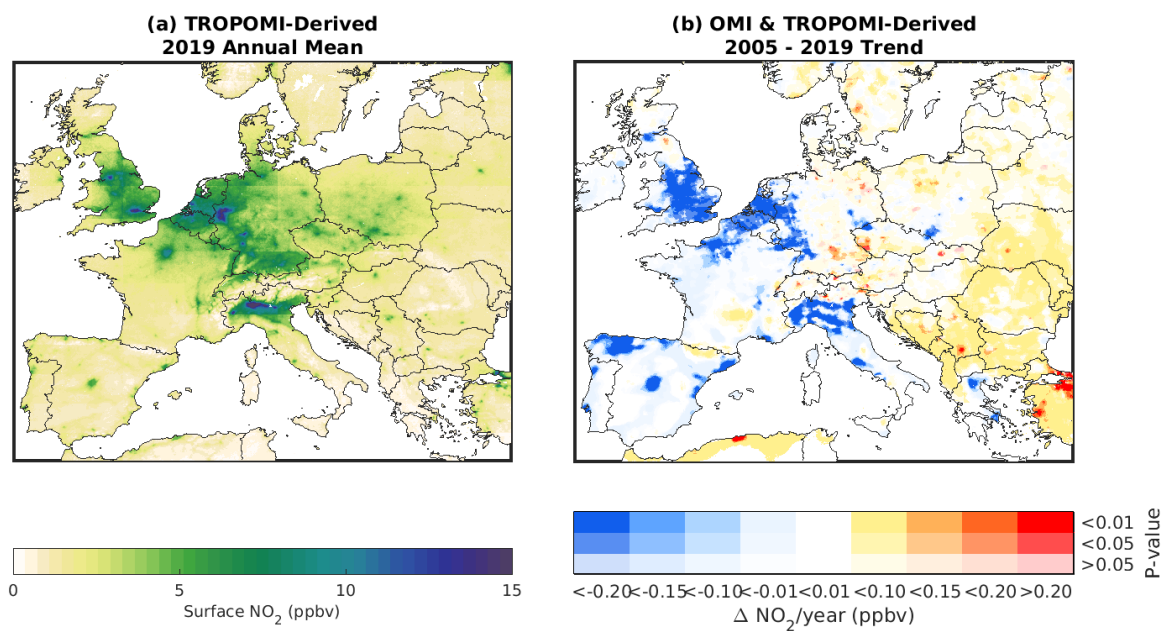 (a) TROPOMI-Derived
2019 Annual Mean
(b) OMI & TROPOMI-Derived
2005 - 2019 Trend
0 5 10 15
Surface NO2 (ppbv)
<0.01
<0.05
>0.05
P-value
<-0.20 <-0.15 <-0.10 <-0.01 <0.01 <0.10 <0.15 <0.20 >0.20
Δ NO2/year (ppbv)